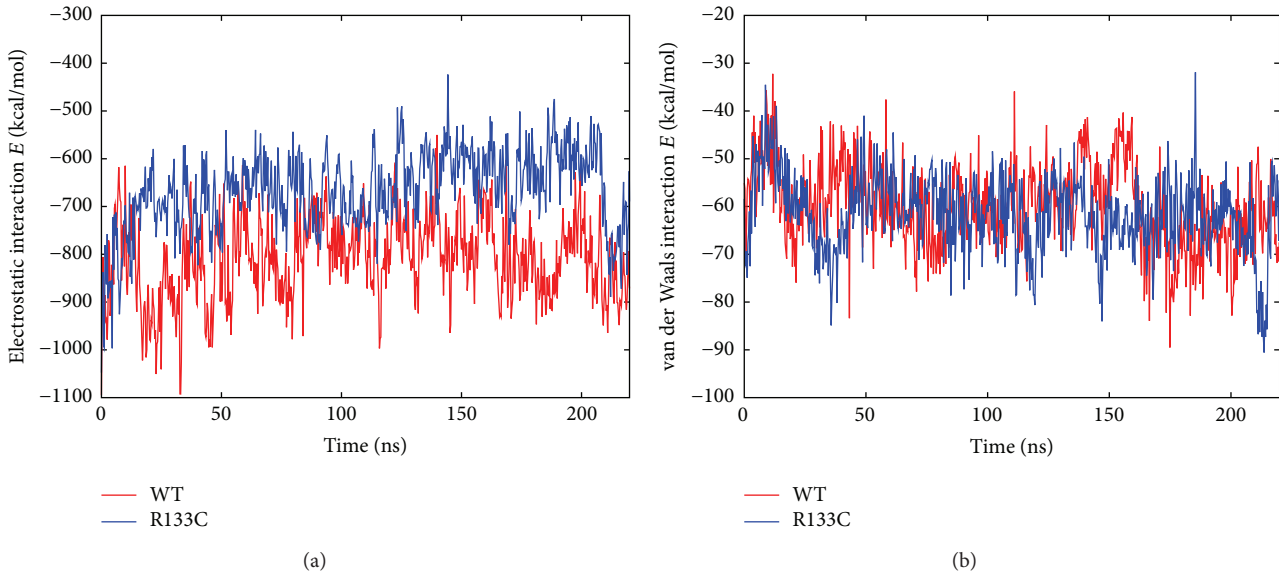 Electrostatic interaction E (kcal/mol)
−300
−400
−500
−600
−700
−800
−900
−1000
−1100
0
50
100
150
200
Time (ns)
WT
R133C
(a)
van der Waals interaction E (kcal/mol)
−20
−30
−40
−50
−60
−70
−80
−90
−100
0
50
100
150
200
Time (ns)
WT
R133C
(b)